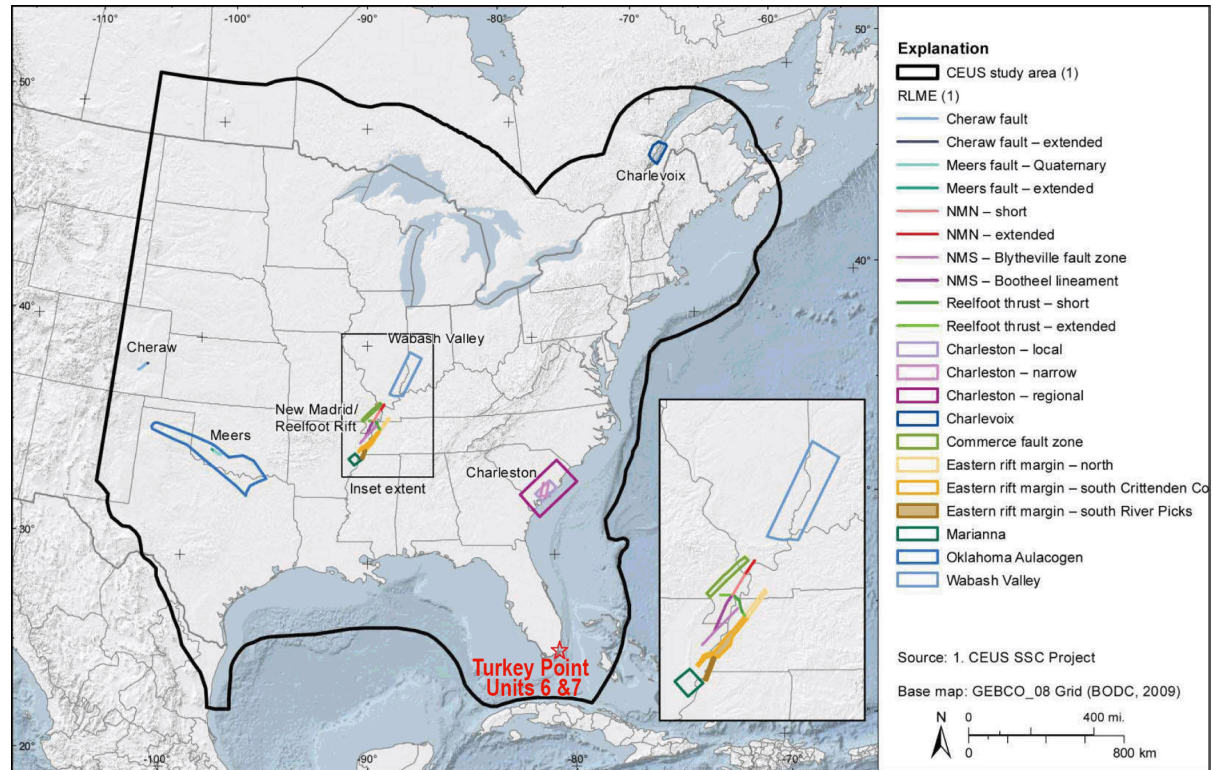 -110° -100° -90° -80° -70° -60°
50°
50°
40°
40°
30°
20°
-100° -90° -80° -70°
Charlevoix
Cheraw
Wabash Valley
New Madrid/
Reelfoot Rift
Meers
Inset extent
Charleston
Turkey Point
Units 6 &7
Explanation
CEUS study area (1)
RLME (1)
Cheraw fault
Cheraw fault – extended
Meers fault – Quaternary
Meers fault – extended
NMN – short
NMN – extended
NMS – Blytheville fault zone
NMS – Bootheel lineament
Reelfoot thrust – short
Reelfoot thrust – extended
Charleston – local
Charleston – narrow
Charleston – regional
Charlevoix
Commerce fault zone
Eastern rift margin – north
Eastern rift margin – south Crittenden Co
Eastern rift margin – south River Picks
Marianna
Oklahoma Aulacogen
Wabash Valley
Source: 1. CEUS SSC Project
Base map: GEBCO_08 Grid (BODC, 2009)
N
0 400 mi.
0 800 km